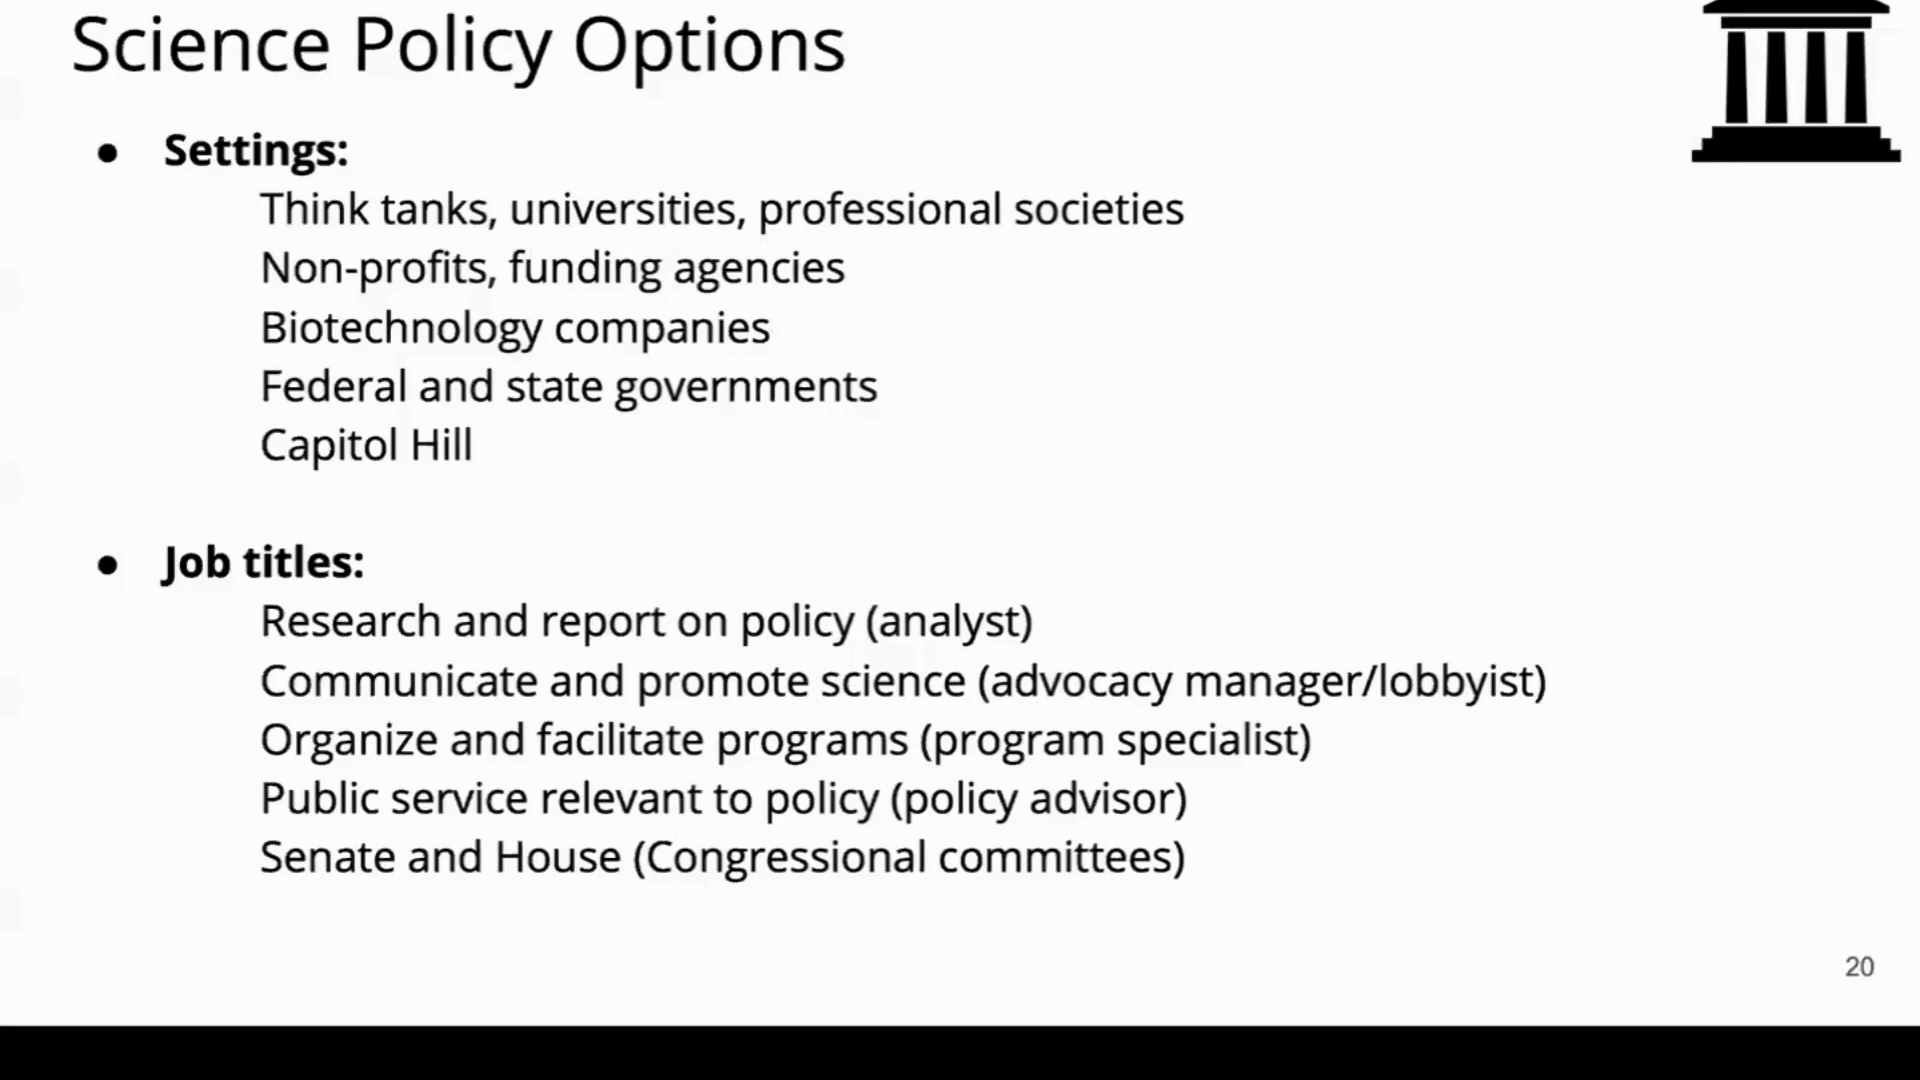 Science Policy Options
● Settings:
Think tanks, universities, professional societies
Non-profits, funding agencies
Biotechnology companies
Federal and state governments
Capitol Hill
● Job titles:
Research and report on policy (analyst)
Communicate and promote science (advocacy manager/lobbyist)
Organize and facilitate programs (program specialist)
Public service relevant to policy (policy advisor)
Senate and House (Congressional committees)
20